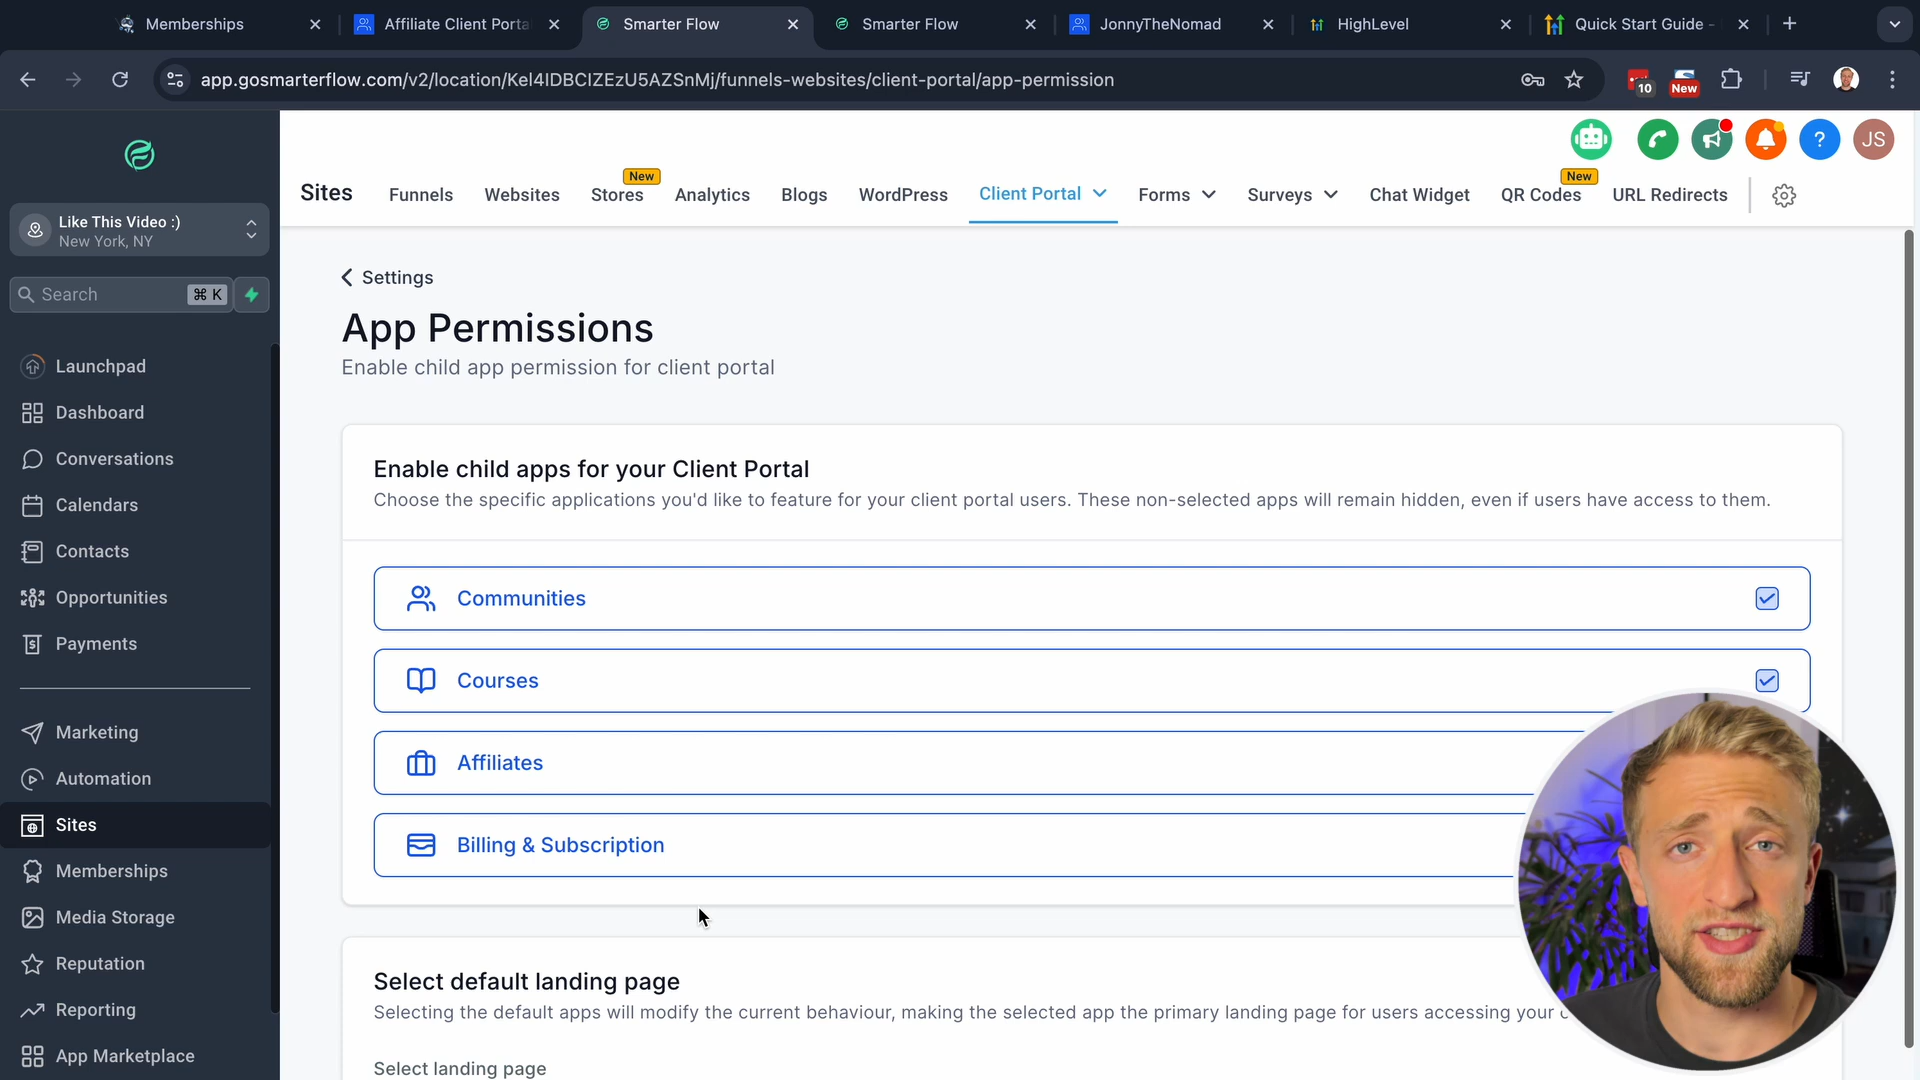 Memberships
Affiliate Client Porta
Smarter Flow
Smarter Flow
JonnyTheNomad
HighLevel
Quick Start Guide -
app.gosmarterflow.com/v2/location/Kel4IDBCIZEzU5AZSnMj/funnels-websites/client-portal/app-permission
10
New
JS
Sites
Funnels
Websites
New
Stores
Analytics
Blogs
WordPress
Client Portal
Forms
Surveys
Chat Widget
New
QR Codes
URL Redirects
Like This Video :)
New York, NY
Search
⌘ K
Launchpad
Dashboard
Conversations
Calendars
Contacts
Opportunities
Payments
Marketing
Automation
Sites
Memberships
Media Storage
Reputation
Reporting
App Marketplace
Settings
App Permissions
Enable child app permission for client portal
Enable child apps for your Client Portal
Choose the specific applications you'd like to feature for your client portal users. These non-selected apps will remain hidden, even if users have access to them.
Communities
Courses
Affiliates
Billing & Subscription
Select default landing page
Selecting the default apps will modify the current behaviour, making the selected app the primary landing page for users accessing your
Select landing page